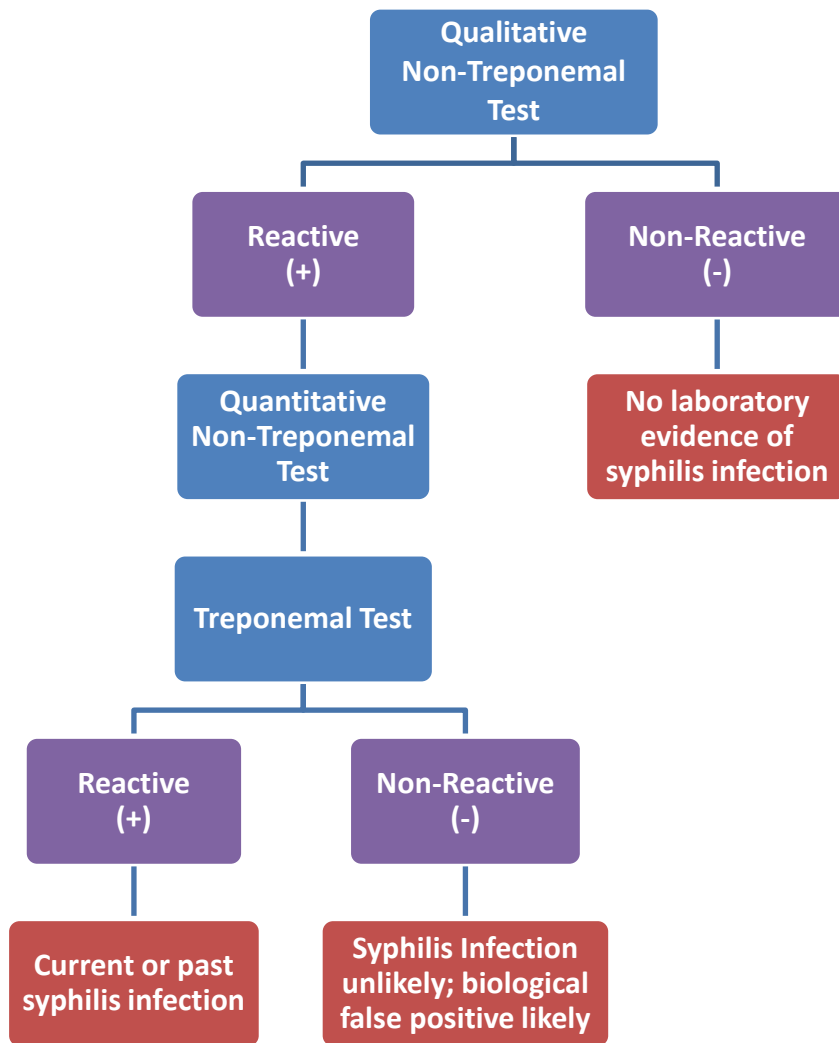 Qualitative
Non-Treponemal
Test
Reactive
(+)
Non-Reactive
(-)
Quantitative
Non-Treponemal
Test
No laboratory
evidence of
syphilis infection
Treponemal Test
Reactive
(+)
Non-Reactive
(-)
Current or past
syphilis infection
Syphilis Infection
unlikely; biological
false positive likely